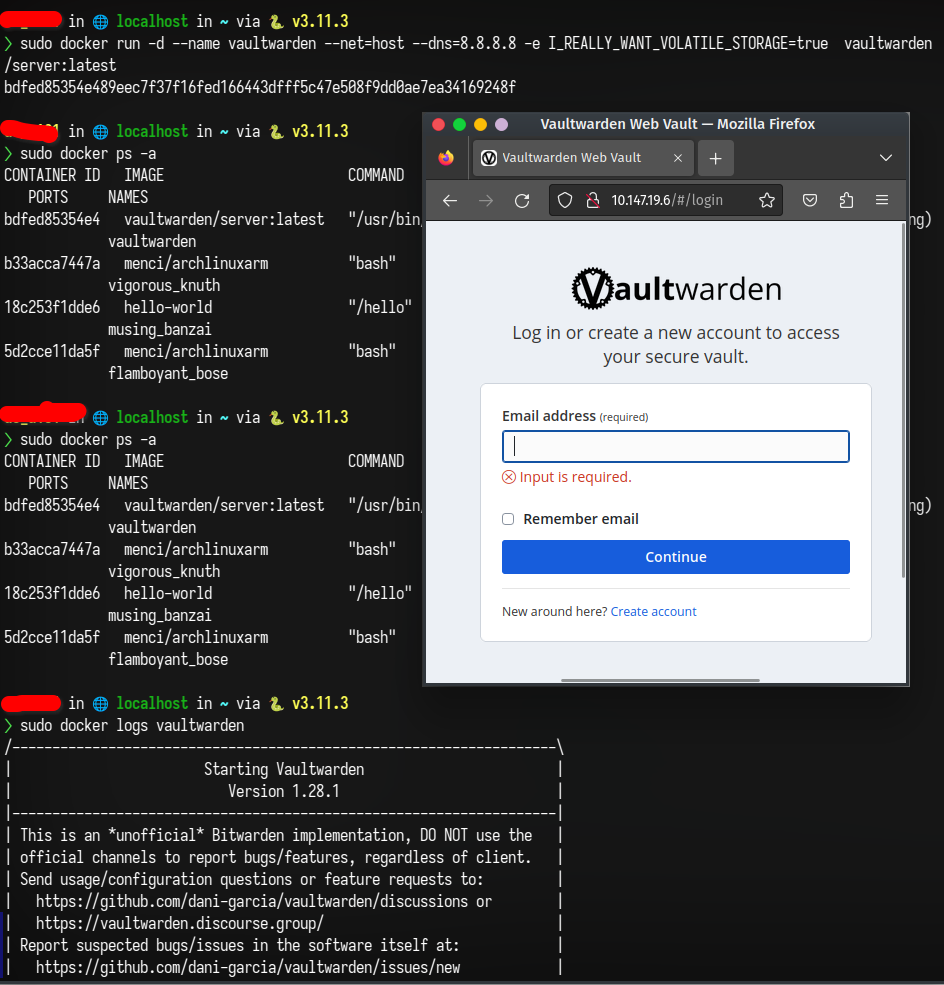 in 🌐 localhost in ~ via 🐍 v3.11.3
❯ sudo docker run -d --name vaultwarden --net=host --dns=8.8.8.8 -e I_REALLY_WANT_VOLATILE_STORAGE=true  vaultwarden
/server:latest
bdfed85354e489eec7f37f16fed166443dfff5c47e508f9dd0ae7ea34169248f
in 🌐 localhost in ~ via 🐍 v3.11.3
❯ sudo docker ps -a
CONTAINER ID   IMAGE                       COMMAND
   PORTS     NAMES
bdfed85354e4   vaultwarden/server:latest   "/usr/bin/
             vaultwarden
b33acca7447a   menci/archlinuxarm          "bash"
             vigorous_knuth
18c253f1dde6   hello-world                 "/hello"
             musing_banzai
5d2cce11da5f   menci/archlinuxarm          "bash"
             flamboyant_bose
in 🌐 localhost in ~ via 🐍 v3.11.3
❯ sudo docker ps -a
CONTAINER ID   IMAGE                       COMMAND
   PORTS     NAMES
bdfed85354e4   vaultwarden/server:latest   "/usr/bin/
             vaultwarden
b33acca7447a   menci/archlinuxarm          "bash"
             vigorous_knuth
18c253f1dde6   hello-world                 "/hello"
             musing_banzai
5d2cce11da5f   menci/archlinuxarm          "bash"
             flamboyant_bose
in 🌐 localhost in ~ via 🐍 v3.11.3
❯ sudo docker logs vaultwarden
/--------------------------------------------------------------------\
|                        Starting Vaultwarden                        |
|                           Version 1.28.1                           |
|--------------------------------------------------------------------|
| This is an *unofficial* Bitwarden implementation, DO NOT use the   |
| official channels to report bugs/features, regardless of client.   |
| Send usage/configuration questions or feature requests to:         |
|   https://github.com/dani-garcia/vaultwarden/discussions or        |
|   https://vaultwarden.discourse.group/                             |
| Report suspected bugs/issues in the software itself at:            |
|   https://github.com/dani-garcia/vaultwarden/issues/new            |
Vaultwarden Web Vault — Mozilla Firefox
Vaultwarden Web Vault
10.147.19.6/#/login
Vaultwarden
Log in or create a new account to access
your secure vault.
Email address (required)
Input is required.
Remember email
Continue
New around here? Create account